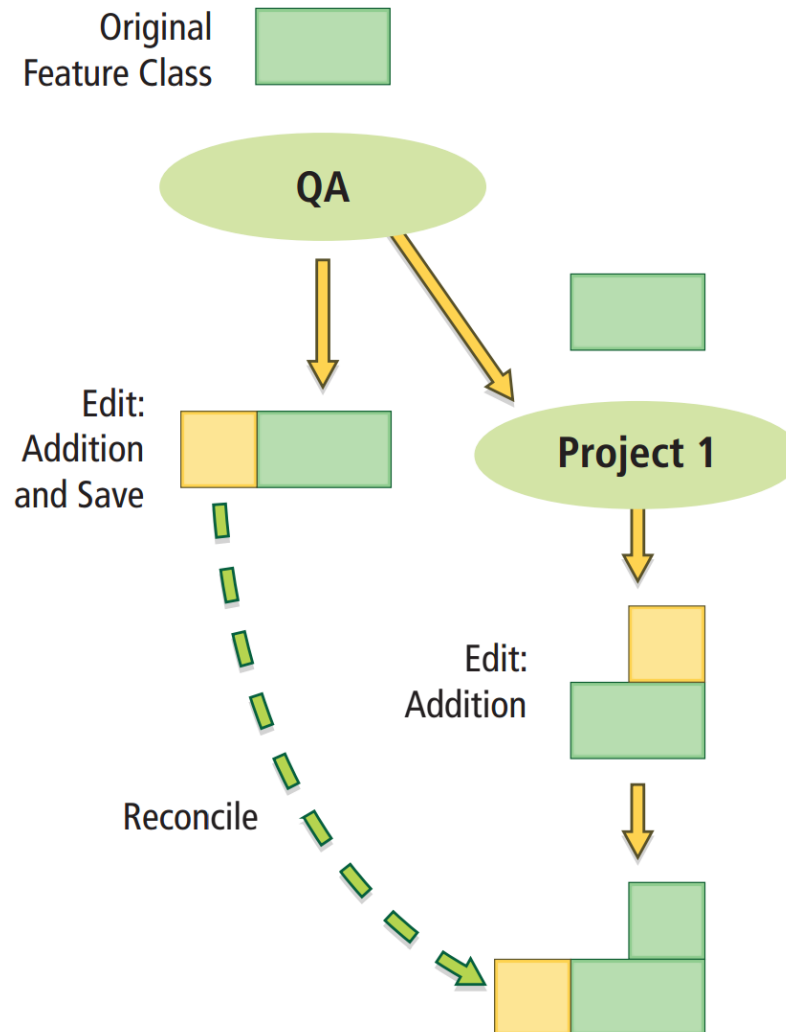 Original
Feature Class
QA
Edit:
Addition
and Save
Project 1
Edit:
Addition
Reconcile